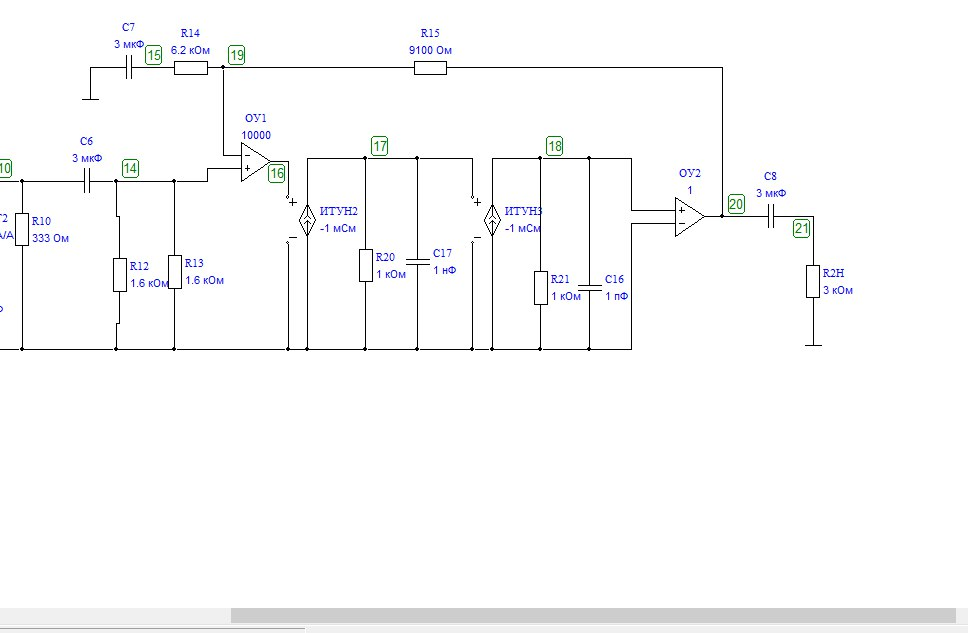 C7
3 мкФ
15
R14
6.2 кОм
19
R15
9100 Ом
ОУ1
10000
C6
3 мкФ
10
14
16
17
18
ОУ2
1
20
C8
3 мкФ
21
R10
333 Ом
R12
1.6 кОм
R13
1.6 кОм
ИТУН2
-1 мСм
R20
1 кОм
C17
1 нФ
ИТУН3
-1 мСм
R21
1 кОм
C16
1 пФ
R2H
3 кОм